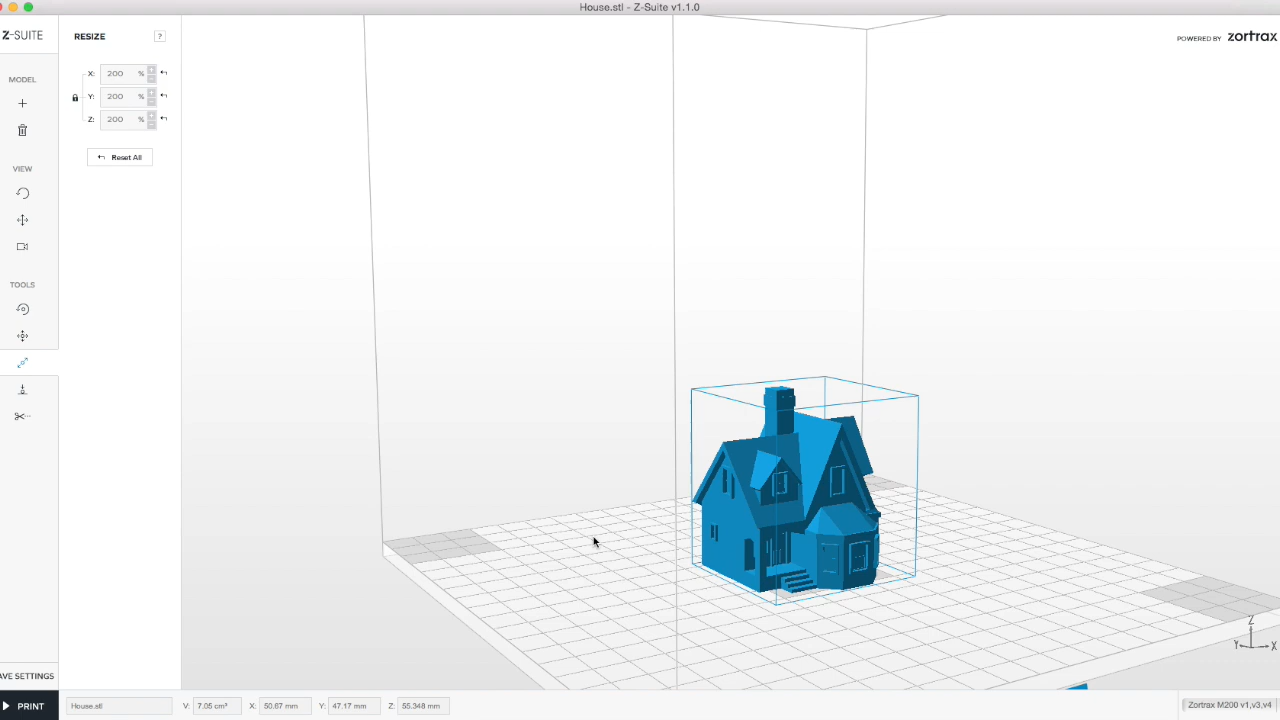 House.stl - Z-Suite v1.1.0
Z-SUITE
RESIZE
?
POWERED BY zortrax
MODEL
X: 200 %
Y: 200 %
Z: 200 %
Reset All
VIEW
TOOLS
Z
Y X
AVE SETTINGS
PRINT
House.stl
V: 7.05 cm³
X: 50.67 mm
Y: 47.17 mm
Z: 55.348 mm
Zortrax M200 v1,v3,v4